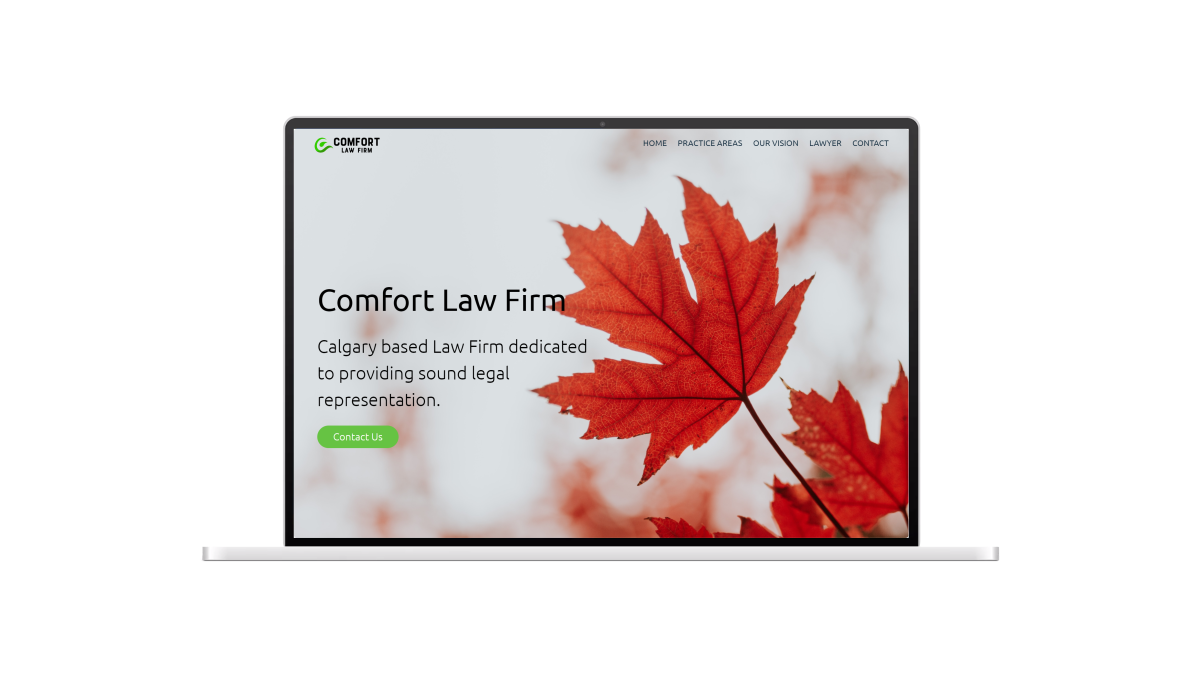 COMFORT
LAW FIRM
HOME PRACTICE AREAS OUR VISION LAWYER CONTACT
Comfort Law Firm
Calgary based Law Firm dedicated
to providing sound legal
representation.
Contact Us